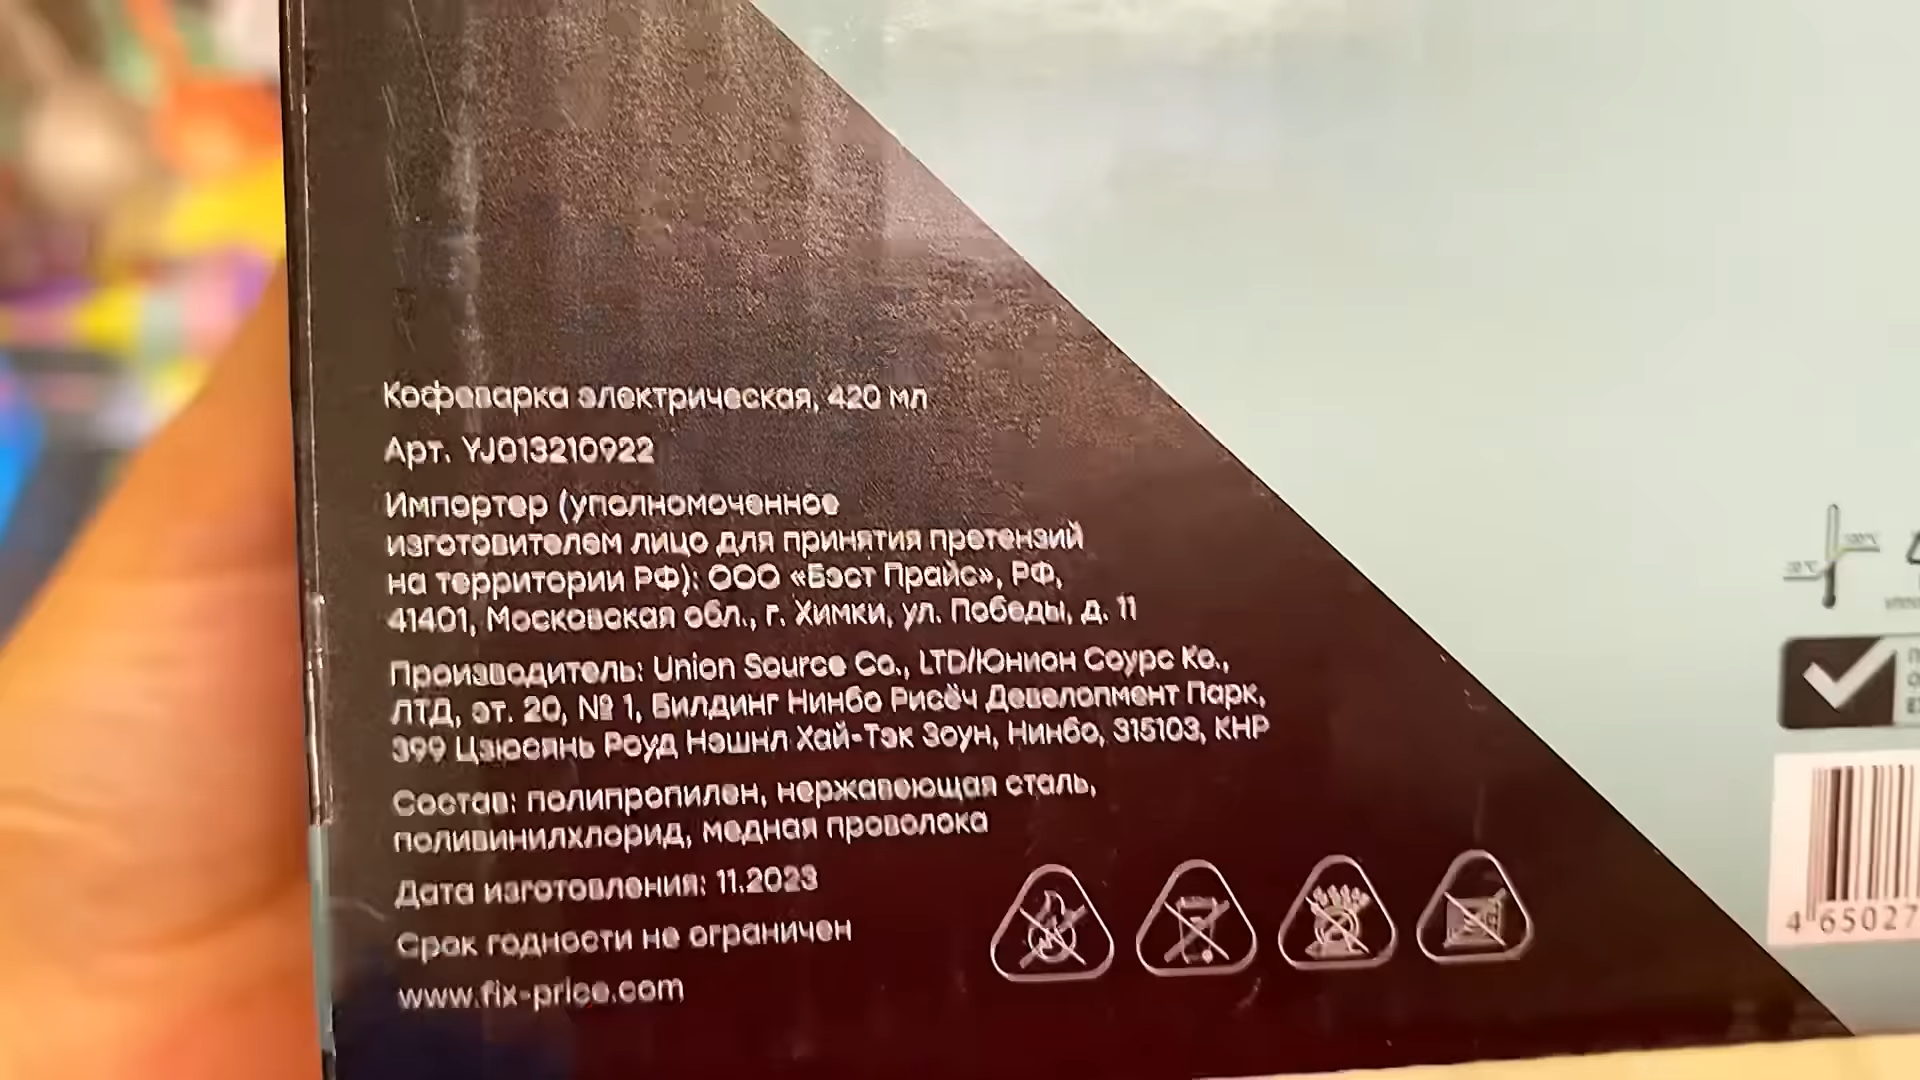 Кофеварка электрическая, 420 мл
Арт. YJ013210922
Импортер (уполномоченное
изготовителем лицо для принятия претензий
на территории РФ): ООО «Бэст Прайс», РФ,
41401, Московская обл., г. Химки, ул. Победы, д. 11
Производитель: Union Source Co., LTD/Юнион Соурс Ко.,
ЛТД, эт. 20, № 1, Билдинг Нинбо Рисёч Девелопмент Парк,
399 Цзюсянь Роуд Нэшнл Хай-Тэк Зоун, Нинбо, 315103, КНР
Состав: полипропилен, нержавеющая сталь,
поливинилхлорид, медная проволока
Дата изготовления: 11.2023
Срок годности не ограничен
www.fix-price.com
4 65027